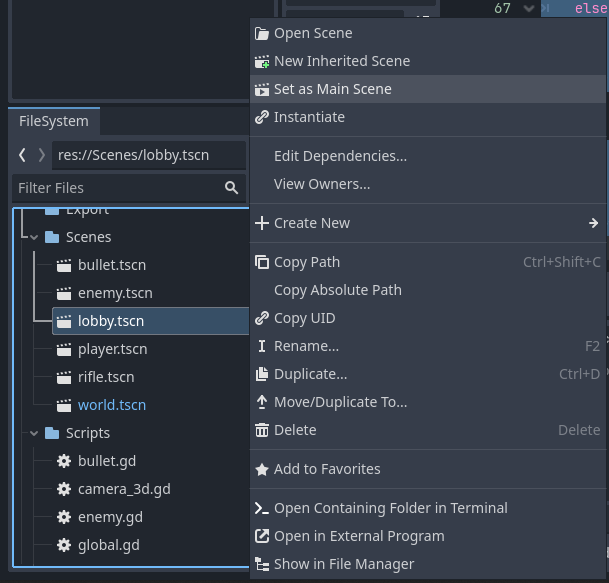 67 else
Open Scene
New Inherited Scene
Set as Main Scene
Instantiate
FileSystem
res://Scenes/lobby.tscn
Edit Dependencies...
Filter Files
View Owners...
Export
Scenes
Create New
bullet.tscn
Copy Path Ctrl+Shift+C
enemy.tscn
Copy Absolute Path
lobby.tscn
Copy UID
player.tscn
Rename... F2
rifle.tscn
Duplicate... Ctrl+D
world.tscn
Move/Duplicate To...
Scripts
Delete Delete
bullet.gd
Add to Favorites
camera_3d.gd
enemy.gd
Open Containing Folder in Terminal
global.gd
Open in External Program
Show in File Manager